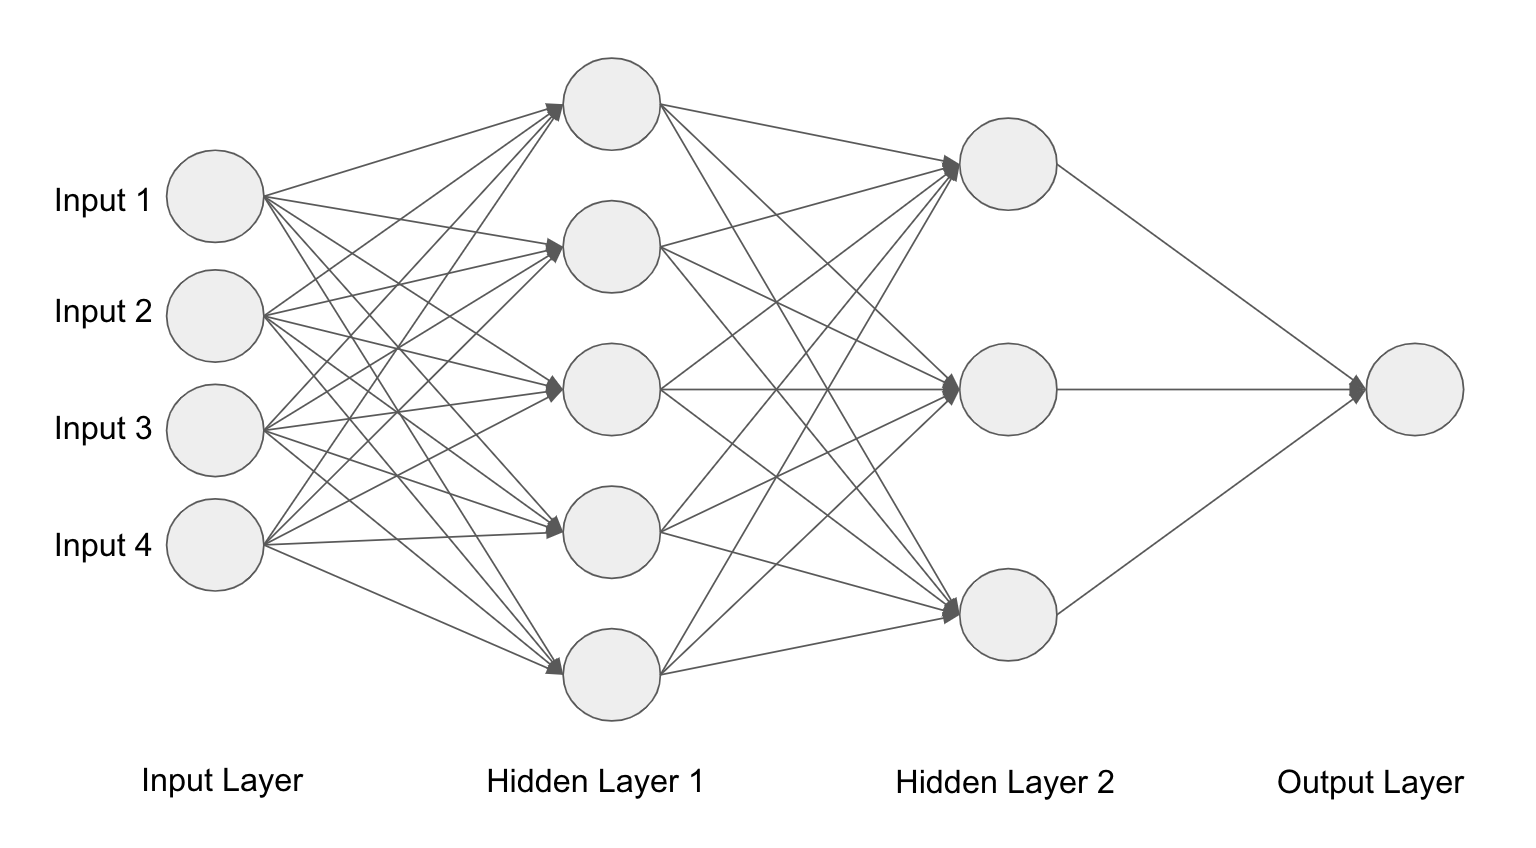 Input 1
Input 2
Input 3
Input 4
Input Layer
Hidden Layer 1
Hidden Layer 2
Output Layer